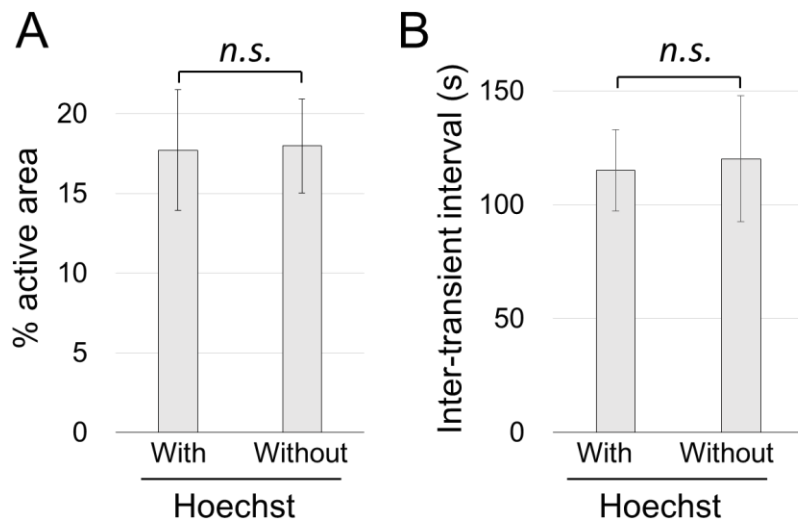 A
n.s.
% active area
20
15
10
5
0
With Without
Hoechst
B
n.s.
Inter-transient interval (s)
150
100
50
0
With Without
Hoechst